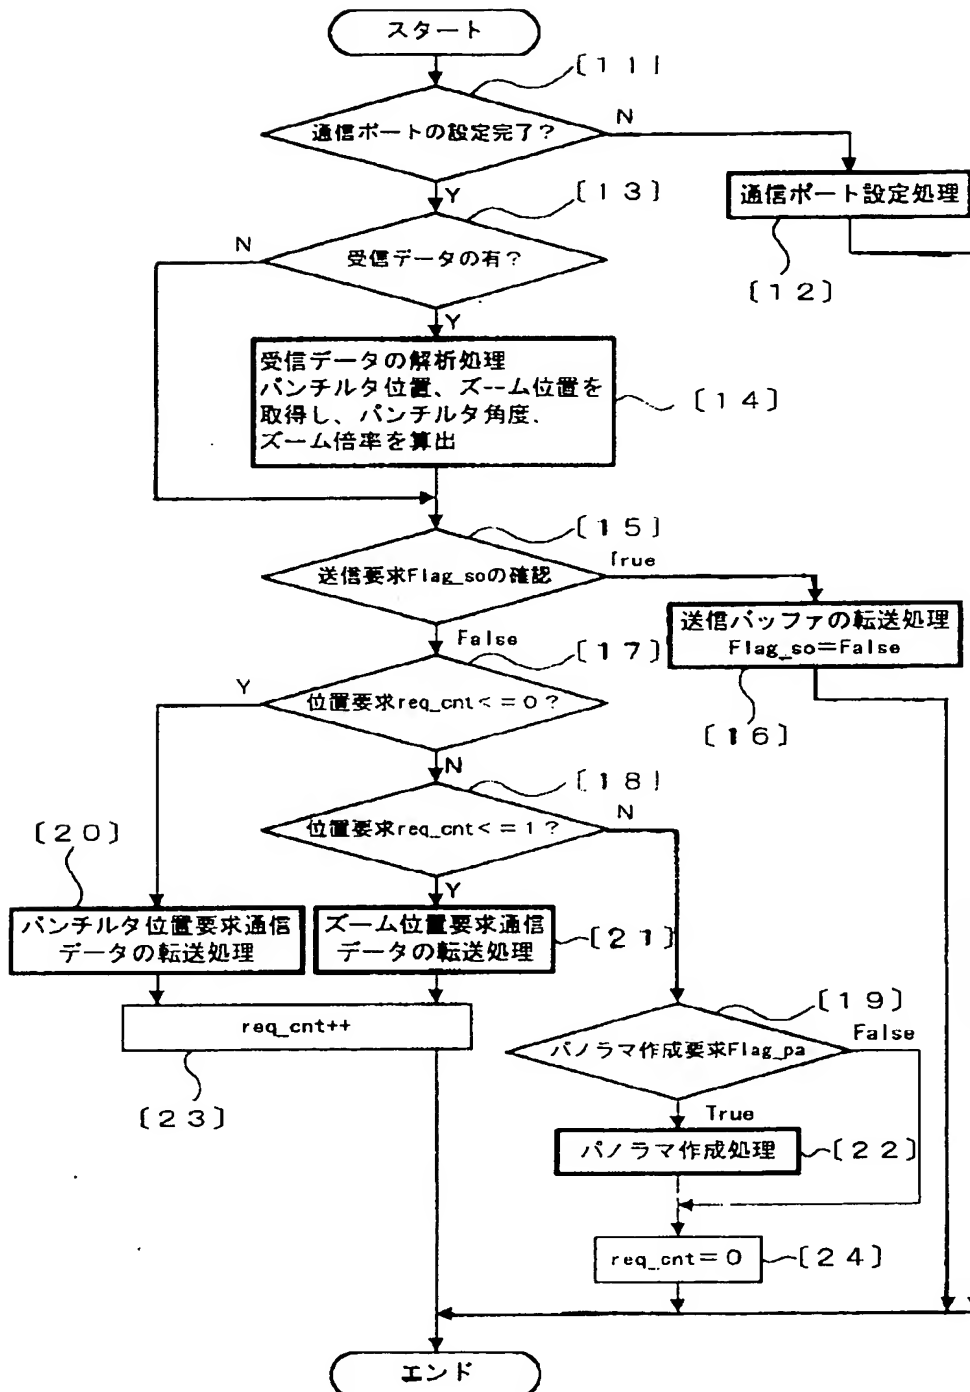 スタート
［11］
通信ポートの設定完了？
N
Y
［13］
通信ポート設定処理
［12］
N
受信データの有？
Y
受信データの解析処理
パンチルタ位置、ズーム位置を
取得し、パンチルタ角度、
ズーム倍率を算出
［14］
［15］
True
送信要求Flag_soの確認
送信バッファの転送処理
Flag_so＝False
［16］
False
［17］
Y
位置要求req_cnt＜＝0？
N
［18］
N
位置要求req_cnt＜＝1？
［20］
Y
パンチルタ位置要求通信
データの転送処理
ズーム位置要求通信
データの転送処理
［21］
req_cnt++
［23］
［19］
False
パノラマ作成要求Flag_pa
True
パノラマ作成処理
［22］
req_cnt＝0
［24］
エンド